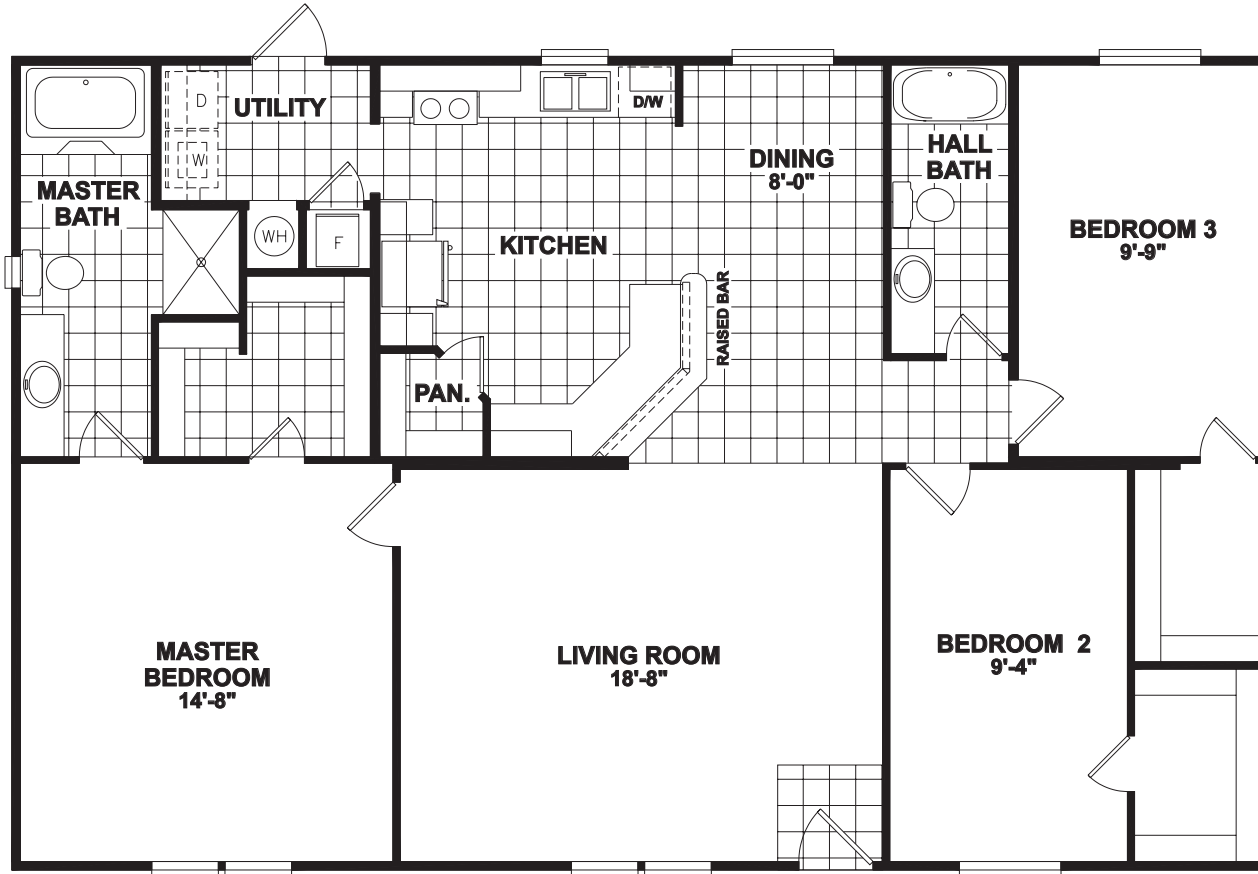 D
UTILITY
W
D/W
MASTER
BATH
WH
F
KITCHEN
DINING
8'-0"
HALL
BATH
BEDROOM 3
9'-9"
RAISED BAR
PAN.
MASTER
BEDROOM
14'-8"
LIVING ROOM
18'-8"
BEDROOM 2
9'-4"